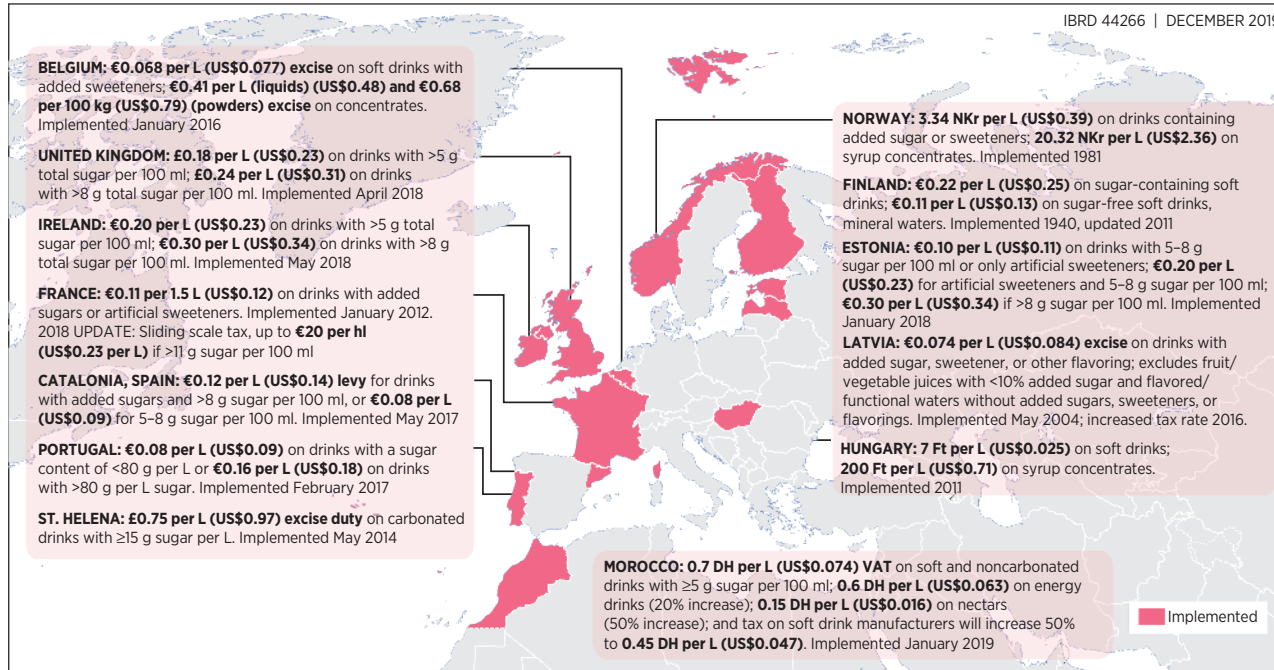 IBRD 44266 | DECEMBER 2019
BELGIUM: €0.068 per L (US$0.077) excise on soft drinks with
added sweeteners; €0.41 per L (liquids) (US$0.48) and €0.68
per 100 kg (US$0.79) (powders) excise on concentrates.
Implemented January 2016
UNITED KINGDOM: £0.18 per L (US$0.23) on drinks with >5 g
total sugar per 100 ml; £0.24 per L (US$0.31) on drinks
with >8 g total sugar per 100 ml. Implemented April 2018
IRELAND: €0.20 per L (US$0.23) on drinks with >5 g total
sugar per 100 ml; €0.30 per L (US$0.34) on drinks with >8 g
total sugar per 100 ml. Implemented May 2018
FRANCE: €0.11 per 1.5 L (US$0.12) on drinks with added
sugars or artificial sweeteners. Implemented January 2012.
2018 UPDATE: Sliding scale tax, up to €20 per hl
(US$0.23 per L) if >11 g sugar per 100 ml
CATALONIA, SPAIN: €0.12 per L (US$0.14) levy for drinks
with added sugars and >8 g sugar per 100 ml, or €0.08 per L
(US$0.09) for 5–8 g sugar per 100 ml. Implemented May 2017
PORTUGAL: €0.08 per L (US$0.09) on drinks with a sugar
content of <80 g per L or €0.16 per L (US$0.18) on drinks
with >80 g per L sugar. Implemented February 2017
ST. HELENA: £0.75 per L (US$0.97) excise duty on carbonated
drinks with ≥15 g sugar per L. Implemented May 2014
NORWAY: 3.34 NKr per L (US$0.39) on drinks containing
added sugar or sweeteners; 20.32 NKr per L (US$2.36) on
syrup concentrates. Implemented 1981
FINLAND: €0.22 per L (US$0.25) on sugar-containing soft
drinks; €0.11 per L (US$0.13) on sugar-free soft drinks,
mineral waters. Implemented 1940, updated 2011
ESTONIA: €0.10 per L (US$0.11) on drinks with 5–8 g
sugar per 100 ml or only artificial sweeteners; €0.20 per L
(US$0.23) for artificial sweeteners and 5–8 g sugar per 100 ml;
€0.30 per L (US$0.34) if >8 g sugar per 100 ml. Implemented
January 2018
LATVIA: €0.074 per L (US$0.084) excise on drinks with
added sugar, sweetener, or other flavoring; excludes fruit/
vegetable juices with <10% added sugar and flavored/
functional waters without added sugars, sweeteners, or
flavorings. Implemented May 2004; increased tax rate 2016.
HUNGARY: 7 Ft per L (US$0.025) on soft drinks;
200 Ft per L (US$0.71) on syrup concentrates.
Implemented 2011
MOROCCO: 0.7 DH per L (US$0.074) VAT on soft and noncarbonated
drinks with ≥5 g sugar per 100 ml; 0.6 DH per L (US$0.063) on energy
drinks (20% increase); 0.15 DH per L (US$0.016) on nectars
(50% increase); and tax on soft drink manufacturers will increase 50%
to 0.45 DH per L (US$0.047). Implemented January 2019
Implemented